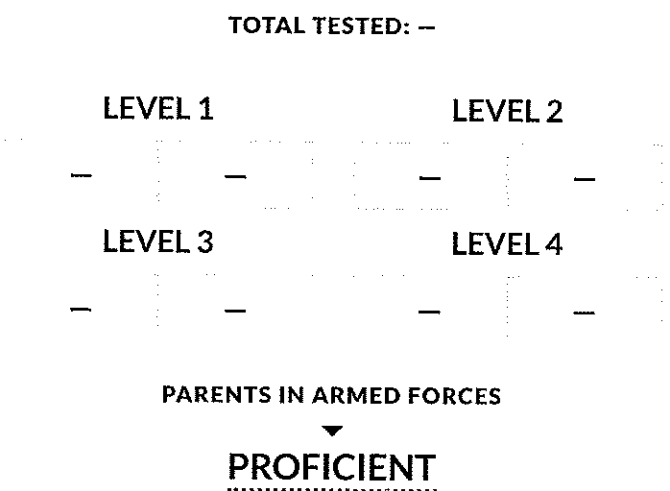 TOTAL TESTED: —
LEVEL 1 LEVEL 2
— — — —
LEVEL 3 LEVEL 4
— — — —
PARENTS IN ARMED FORCES
PROFICIENT